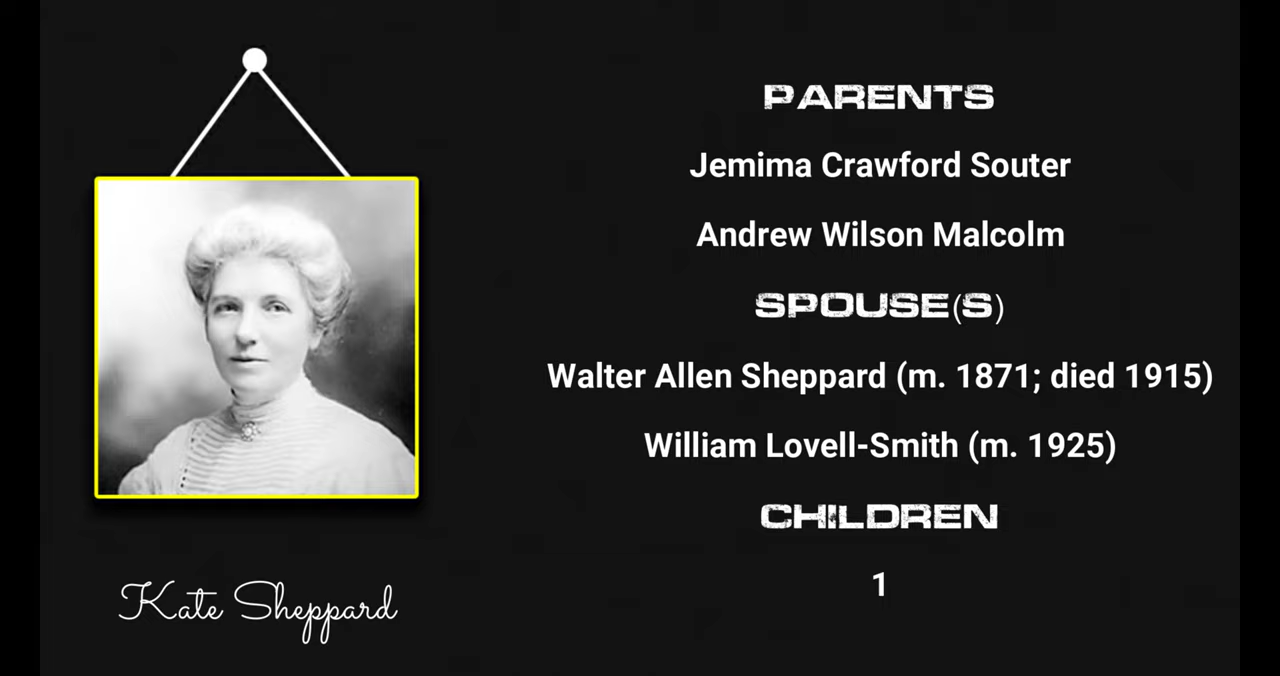 PARENTS
Jemima Crawford Souter
Andrew Wilson Malcolm
SPOUSE(S)
Walter Allen Sheppard (m. 1871; died 1915)
William Lovell-Smith (m. 1925)
CHILDREN
1
Kate Sheppard